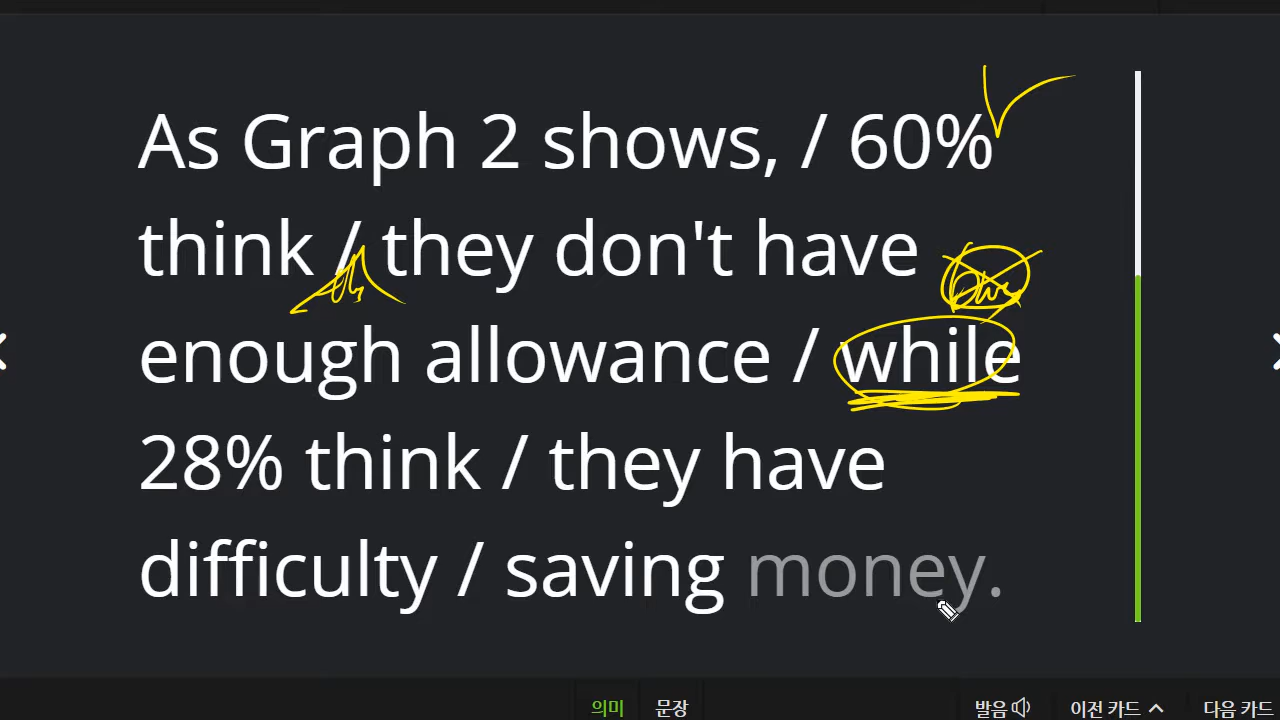 As Graph 2 shows, / 60%
think / they don't have
enough allowance / while
28% think / they have
difficulty / saving money.
의미 문장 발음 이전 카드 다음 카드